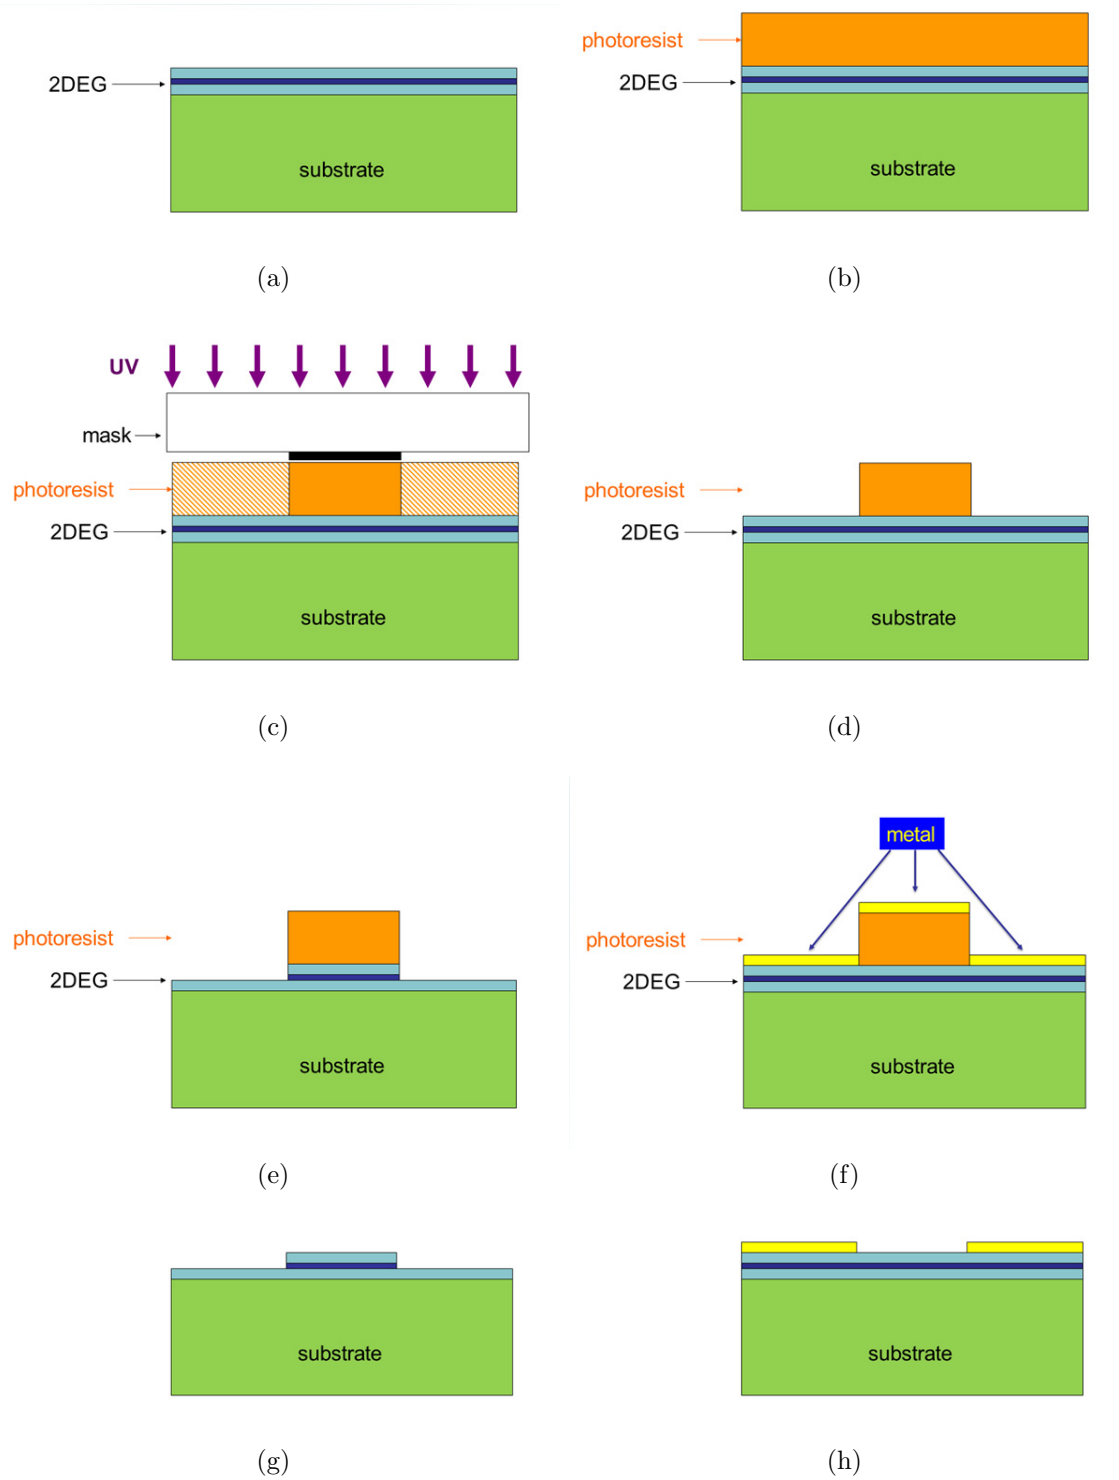 2DEG
substrate
(a)
photoresist
2DEG
substrate
(b)
UV
mask
photoresist
2DEG
substrate
(c)
photoresist
2DEG
substrate
(d)
photoresist
2DEG
substrate
(e)
metal
photoresist
2DEG
substrate
(f)
substrate
(g)
substrate
(h)